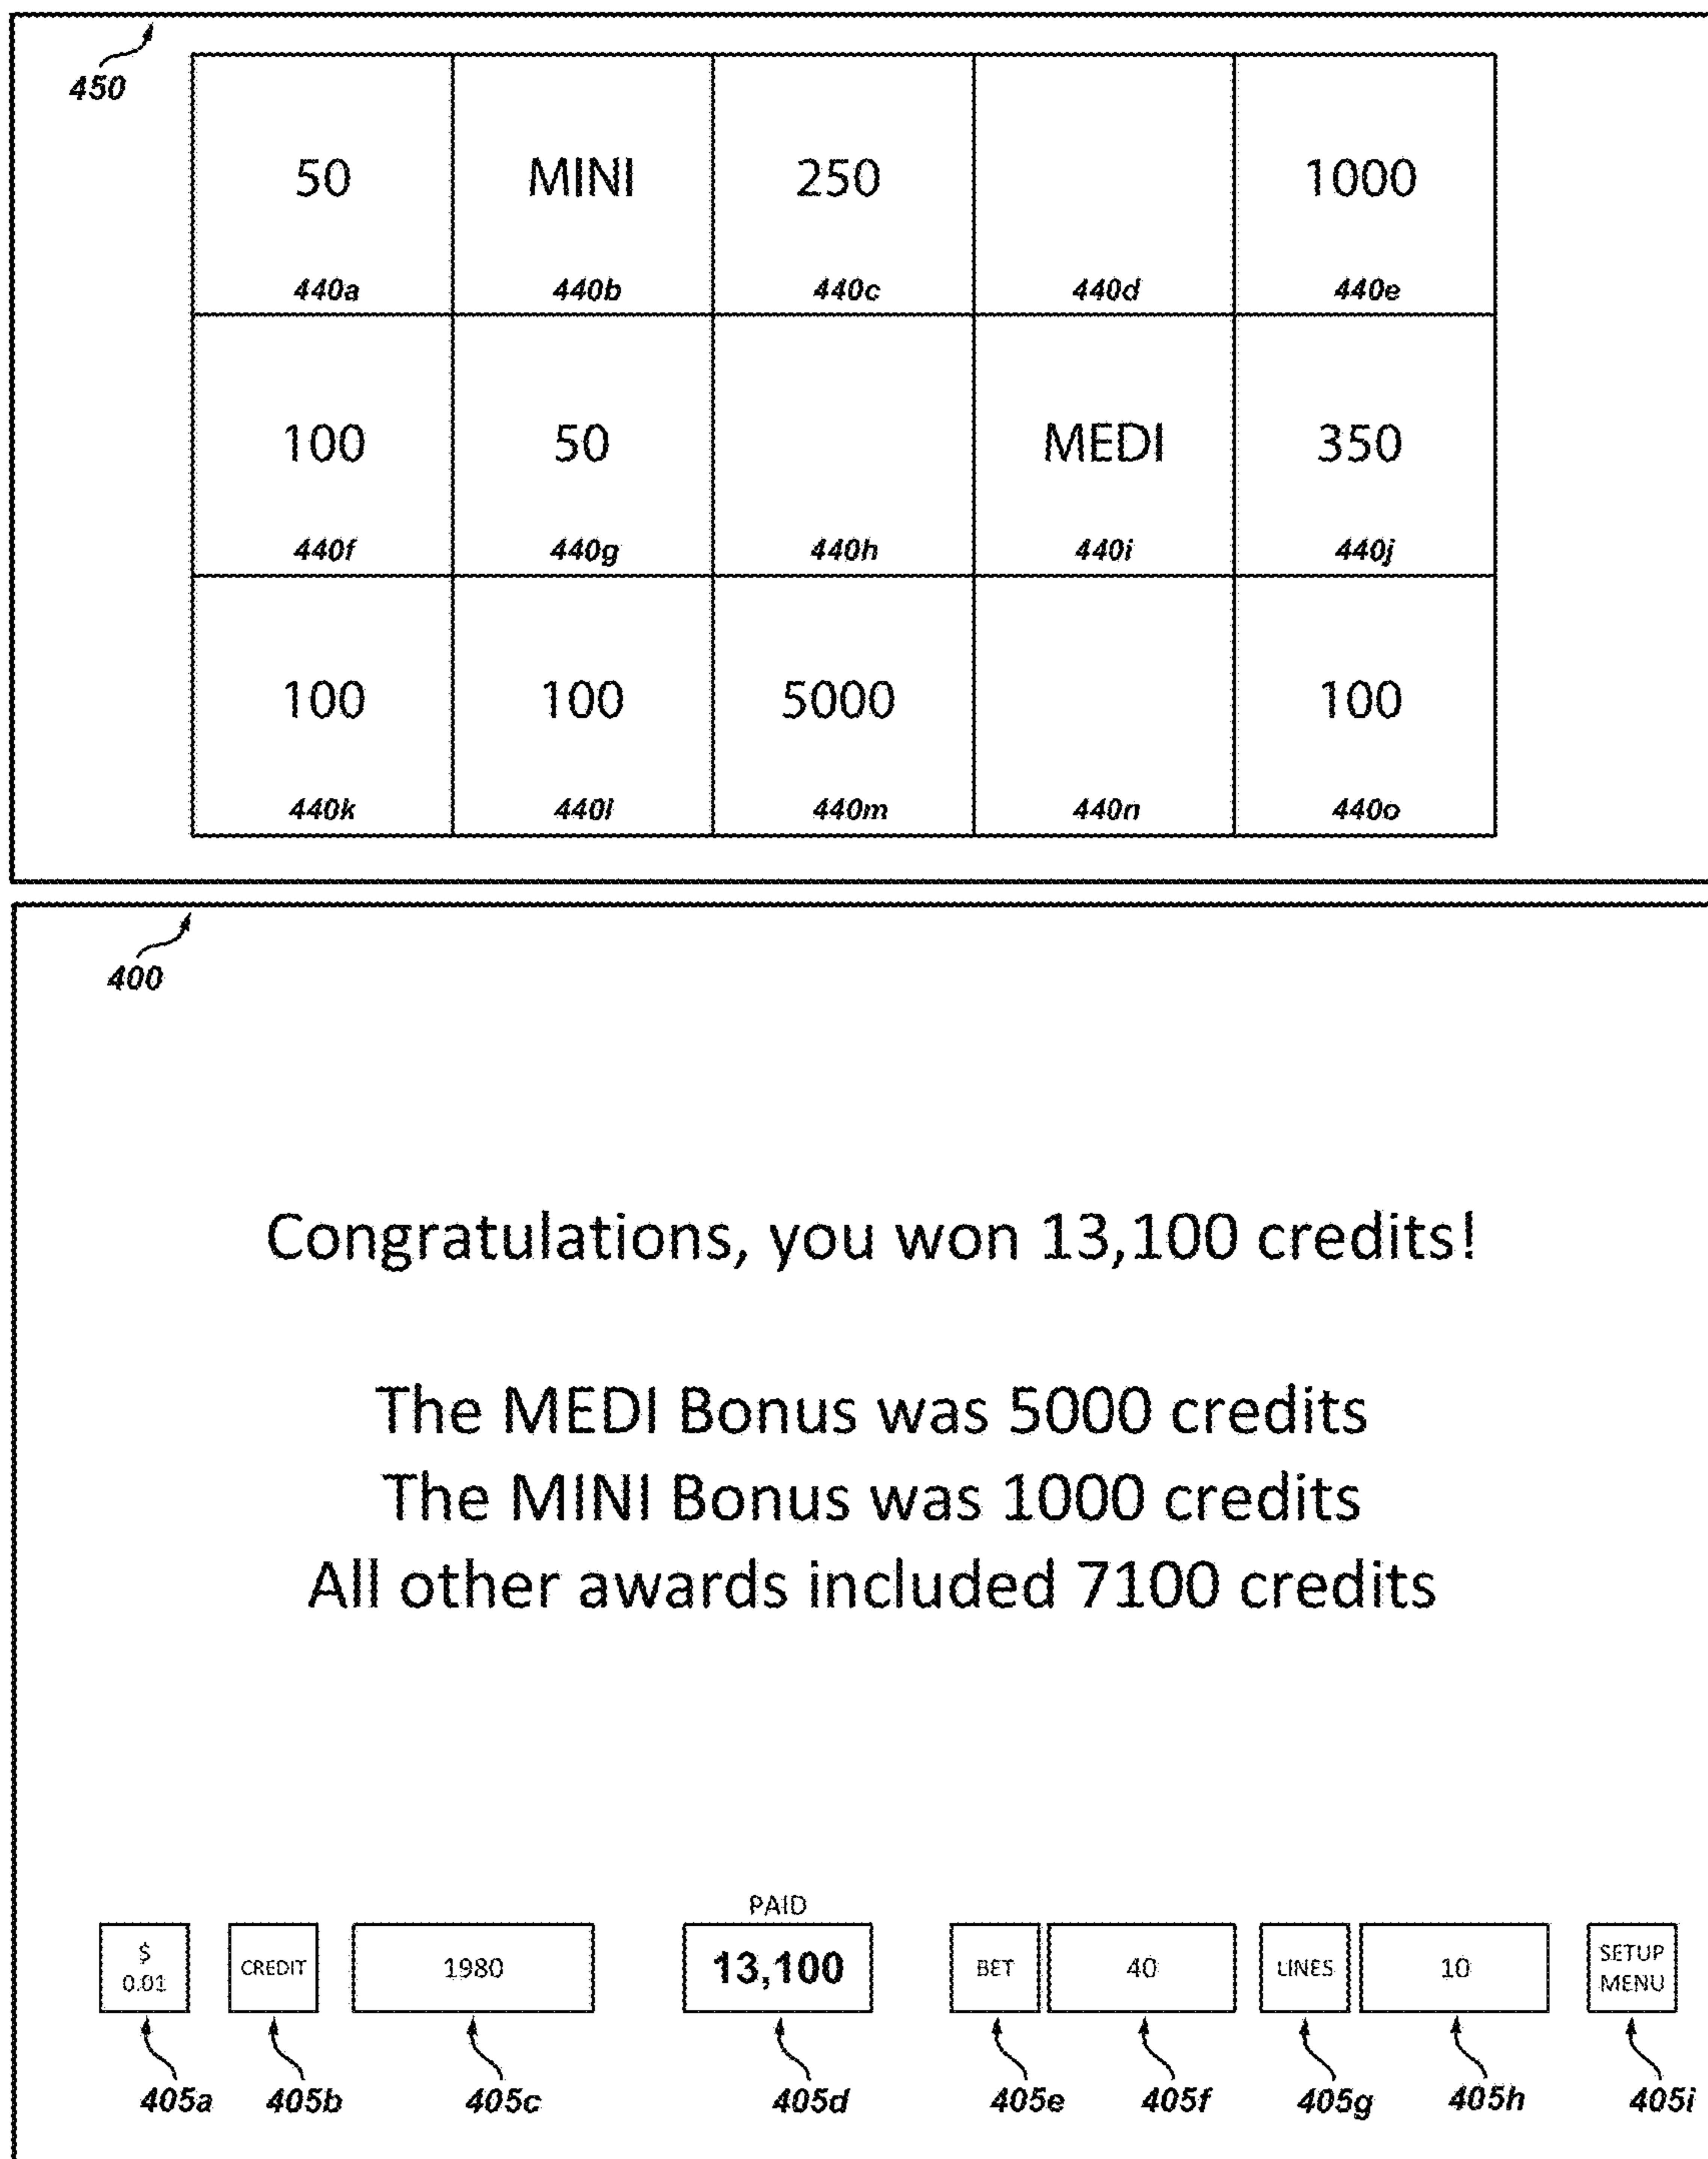 450
50 MINI 250 1000
440a 440b 440c 440d 440e
100 50 MEDI 350
440f 440g 440h 440i 440j
100 100 5000 100
440k 440l 440m 440n 440o
400
Congratulations, you won 13,100 credits!
The MEDI Bonus was 5000 credits
The MINI Bonus was 1000 credits
All other awards included 7100 credits
PAID
$ 0.01 CREDIT 1980 13,100 BET 40 LINES 10 SETUP MENU
405a 405b 405c 405d 405e 405f 405g 405h 405i